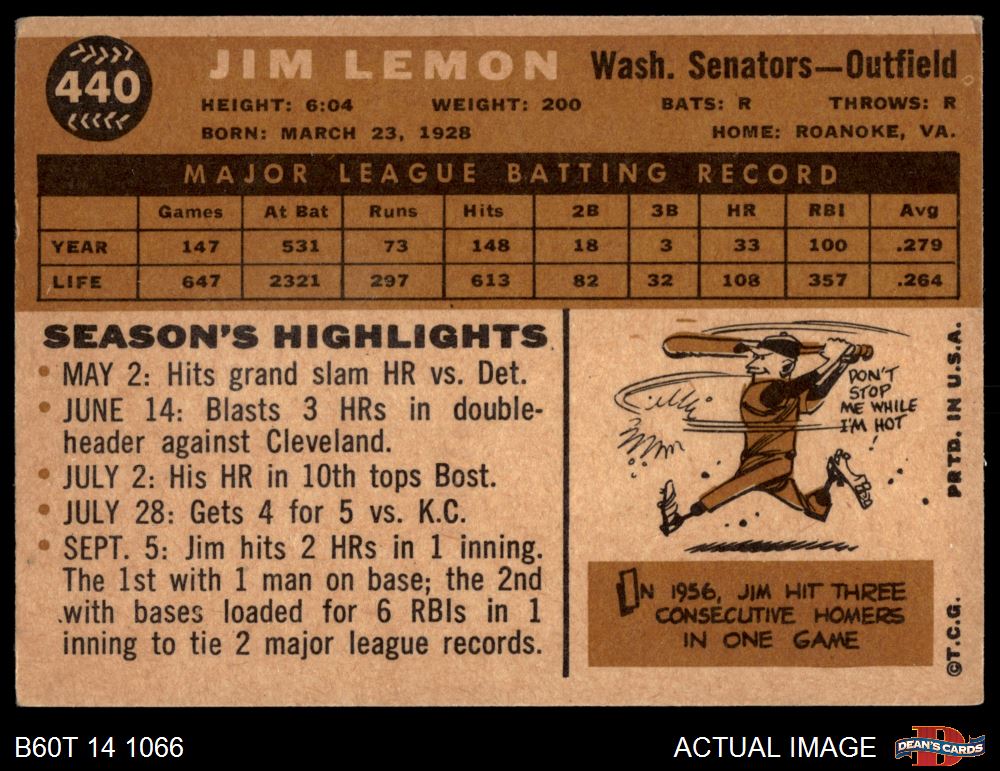 440
JIM LEMON
Wash. Senators—Outfield
HEIGHT: 6:04 WEIGHT: 200 BATS: R THROWS: R
BORN: MARCH 23, 1928 HOME: ROANOKE, VA.
MAJOR LEAGUE BATTING RECORD
Games At Bat Runs Hits 2B 3B HR RBI Avg
YEAR 147 531 73 148 18 3 33 100 .279
LIFE 647 2321 297 613 82 32 108 357 .264
SEASON'S HIGHLIGHTS
• MAY 2: Hits grand slam HR vs. Det.
• JUNE 14: Blasts 3 HRs in double-
header against Cleveland.
• JULY 2: His HR in 10th tops Bost.
• JULY 28: Gets 4 for 5 vs. K.C.
• SEPT. 5: Jim hits 2 HRs in 1 inning.
The 1st with 1 man on base; the 2nd
with bases loaded for 6 RBIs in 1
inning to tie 2 major league records.
DON'T
STOP
ME WHILE
I'M HOT
!
IN 1956, JIM HIT THREE
CONSECUTIVE HOMERS
IN ONE GAME
©T.C.G. PRTD. IN U.S.A.
B60T 14 1066
ACTUAL IMAGE
D
DEAN'S CARDS